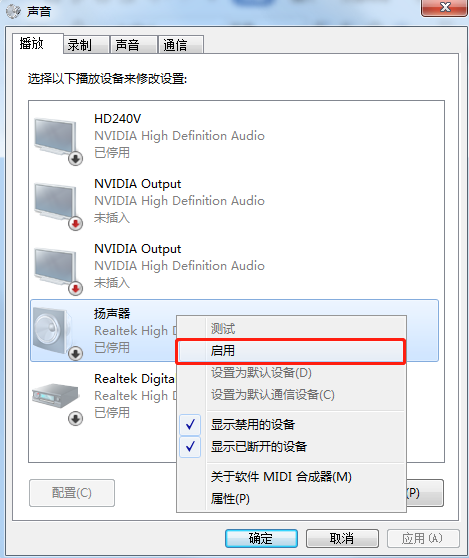 声音
播放
录制
声音
通信
选择以下播放设备来修改设置:
HD240V
NVIDIA High Definition Audio
已停用
NVIDIA Output
NVIDIA High Definition Audio
未插入
NVIDIA Output
NVIDIA High Definition Audio
未插入
扬声器
Realtek High D
已停用
Realtek Digita
Realtek High D
已停用
测试
启用
设置为默认设备(D)
设置为默认通信设备(C)
显示禁用的设备
显示已断开的设备
关于软件 MIDI 合成器(M)
属性(P)
配置(C)
(P)
确定
取消
应用(A)